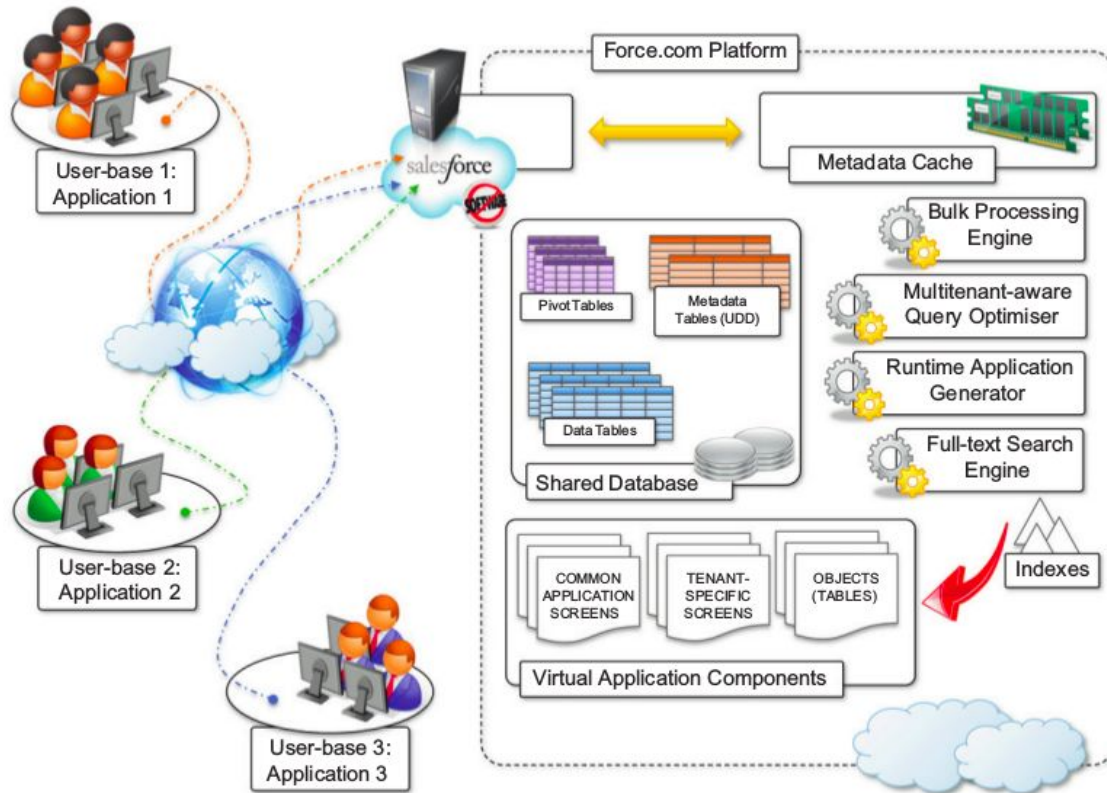 Force.com Platform
salesforce
SOFTWARE
Metadata Cache
User-base 1:
Application 1
Bulk Processing
Engine
Pivot Tables
Metadata
Tables (UDD)
Multitenant-aware
Query Optimiser
Runtime Application
Generator
Data Tables
Full-text Search
Engine
Shared Database
User-base 2:
Application 2
Indexes
COMMON
APPLICATION
SCREENS
TENANT-
SPECIFIC
SCREENS
OBJECTS
(TABLES)
Virtual Application Components
User-base 3:
Application 3